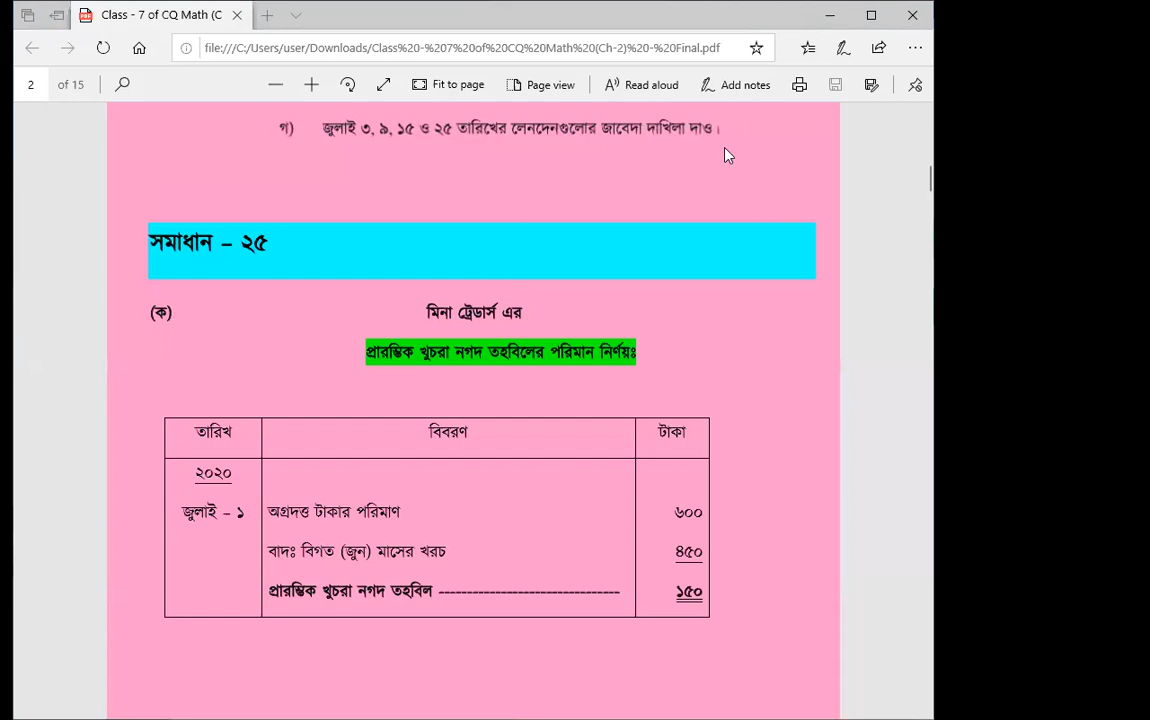 Class - 7 of CQ Math (C
file:///C:/Users/user/Downloads/Class%20-%207%20of%20CQ%20Math%20(Ch-2)%20-%20Final.pdf
2 of 15 Fit to page Page view Read aloud Add notes
গ) জুলাই ৩, ৯, ১৫ ও ২৫ তারিখের লেনদেনগুলোর জাবেদা দাখিলা দাও।
সমাধান – ২৫
(ক) মিনা ট্রেডার্স এর
প্রারম্ভিক খুচরা নগদ তহবিলের পরিমান নির্ণয়ঃ
তারিখ বিবরণ টাকা
২০২০
জুলাই – ১ অগ্রদত্ত টাকার পরিমাণ ৬০০
বাদঃ বিগত (জুন) মাসের খরচ ৪৫০
প্রারম্ভিক খুচরা নগদ তহবিল -------------------------------- ১৫০